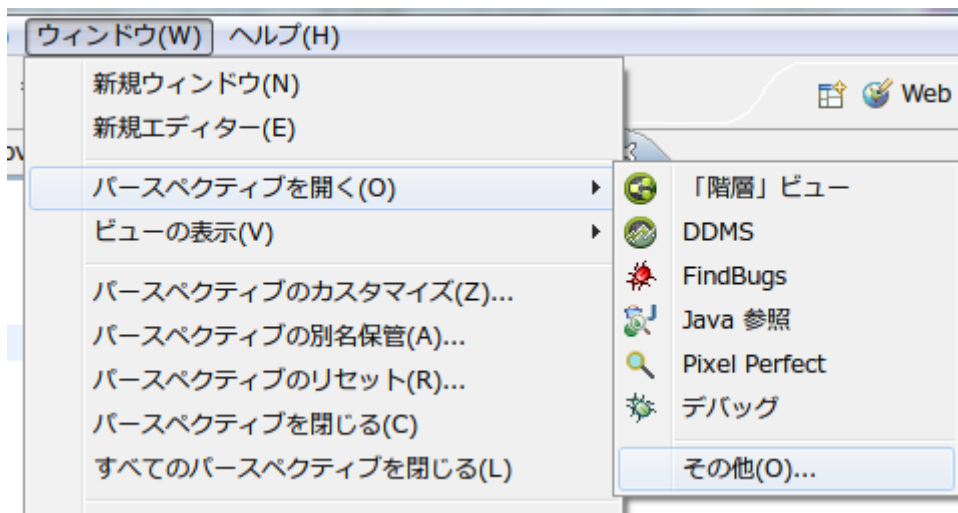 ウィンドウ(W) ヘルプ(H)
新規ウィンドウ(N)
新規エディター(E)
Web
パースペクティブを開く(O)
ビューの表示(V)
パースペクティブのカスタマイズ(Z)...
パースペクティブの別名保管(A)...
パースペクティブのリセット(R)...
パースペクティブを閉じる(C)
すべてのパースペクティブを閉じる(L)
「階層」ビュー
DDMS
FindBugs
Java 参照
Pixel Perfect
デバッグ
その他(O)...